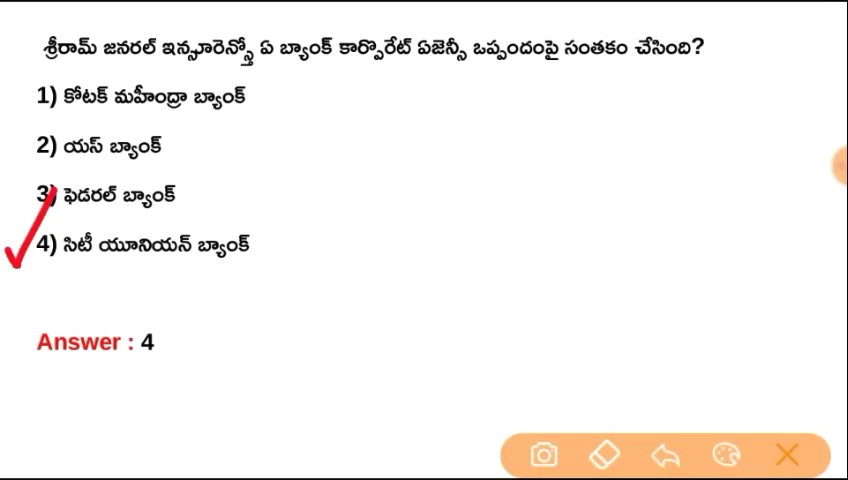 శ్రీరామ్ జనరల్ ఇన్సూరెన్స్తో ఏ బ్యాంక్ కార్పొరేట్ ఏజెన్సీ ఒప్పందంపై సంతకం చేసింది?
1) కోటక్ మహీంద్రా బ్యాంక్
2) యస్ బ్యాంక్
3) ఫెడరల్ బ్యాంక్
4) సిటీ యూనియన్ బ్యాంక్
Answer : 4